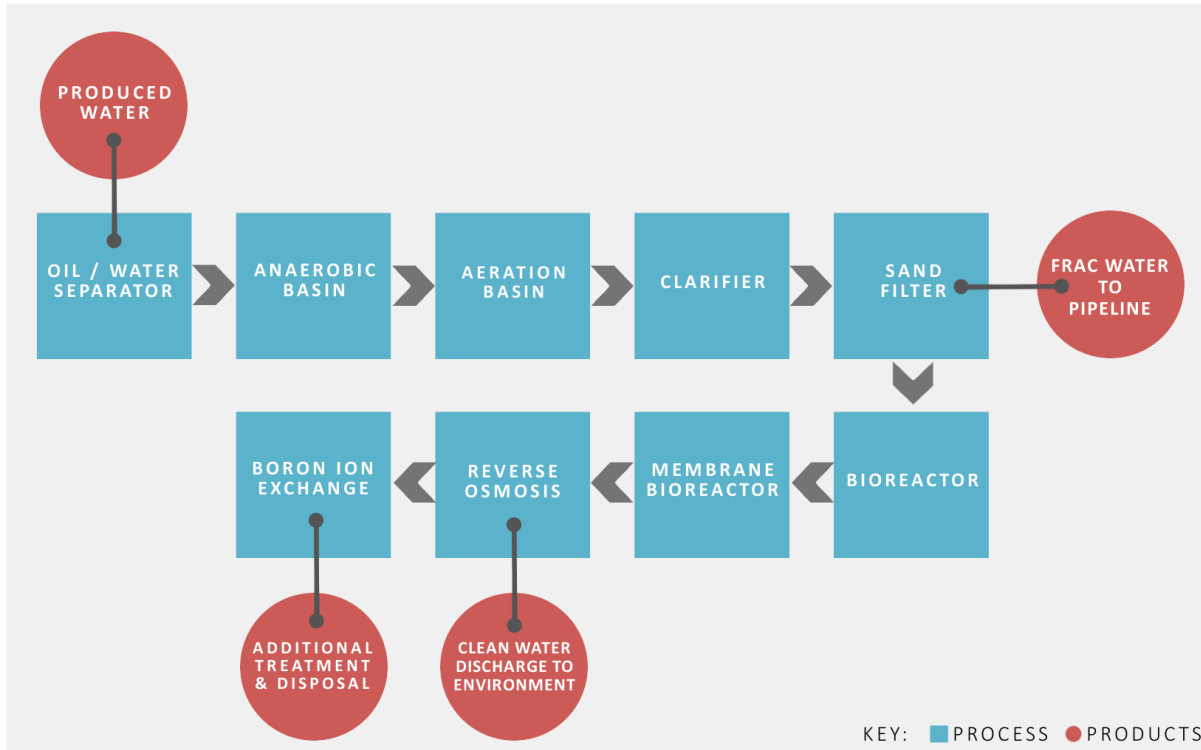 PRODUCED
WATER
OIL / WATER
SEPARATOR
ANAEROBIC
BASIN
AERATION
BASIN
CLARIFIER
SAND
FILTER
FRAC WATER
TO
PIPELINE
BORON ION
EXCHANGE
REVERSE
OSMOSIS
MEMBRANE
BIOREACTOR
BIOREACTOR
ADDITIONAL
TREATMENT
& DISPOSAL
CLEAN WATER
DISCHARGE TO
ENVIRONMENT
KEY: PROCESS PRODUCTS